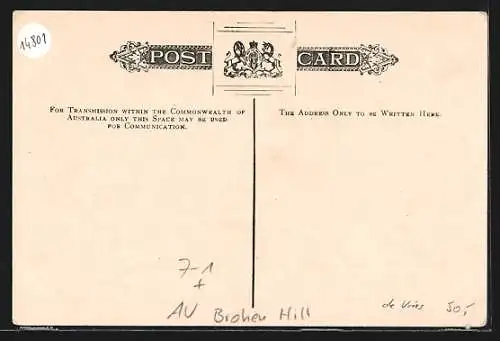 14801
POST CARD
FOR TRANSMISSION WITHIN THE COMMONWEALTH OF
AUSTRALIA ONLY THIS SPACE MAY BE USED
FOR COMMUNICATION.
THE ADDRESS ONLY TO BE WRITTEN HERE.
7-1
+
AU Broken Hill
de Vries 50,-